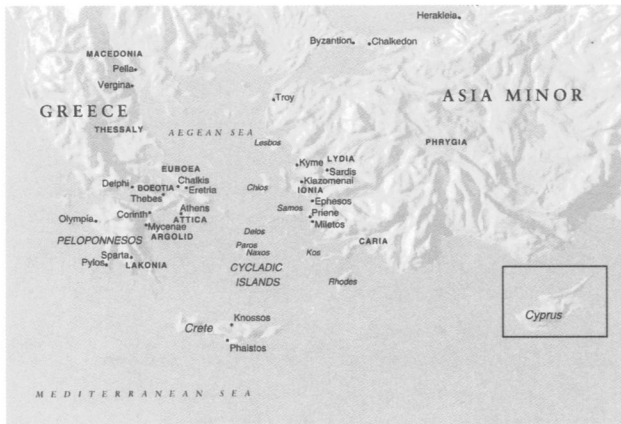 Herakleia
Byzantion
Chalkedon
MACEDONIA
Pella
Vergina
Troy
ASIA MINOR
GREECE
THESSALY
AEGEAN SEA
Lesbos
PHRYGIA
Kyme
LYDIA
Sardis
EUBOEA
Chalkis
Klazomenai
Delphi
BOEOTIA
Eretria
Chios
IONIA
Thebes
Ephesos
Corinth
Athens
Samos
Priene
Olympia
ATTICA
Miletos
Mycenae
Delos
PELOPONNESOS
ARGOLID
CARIA
Paros
Naxos
Kos
Sparta
Pylos
LAKONIA
CYCLADIC
ISLANDS
Rhodes
Cyprus
Knossos
Crete
Phaistos
MEDITERRANEAN SEA